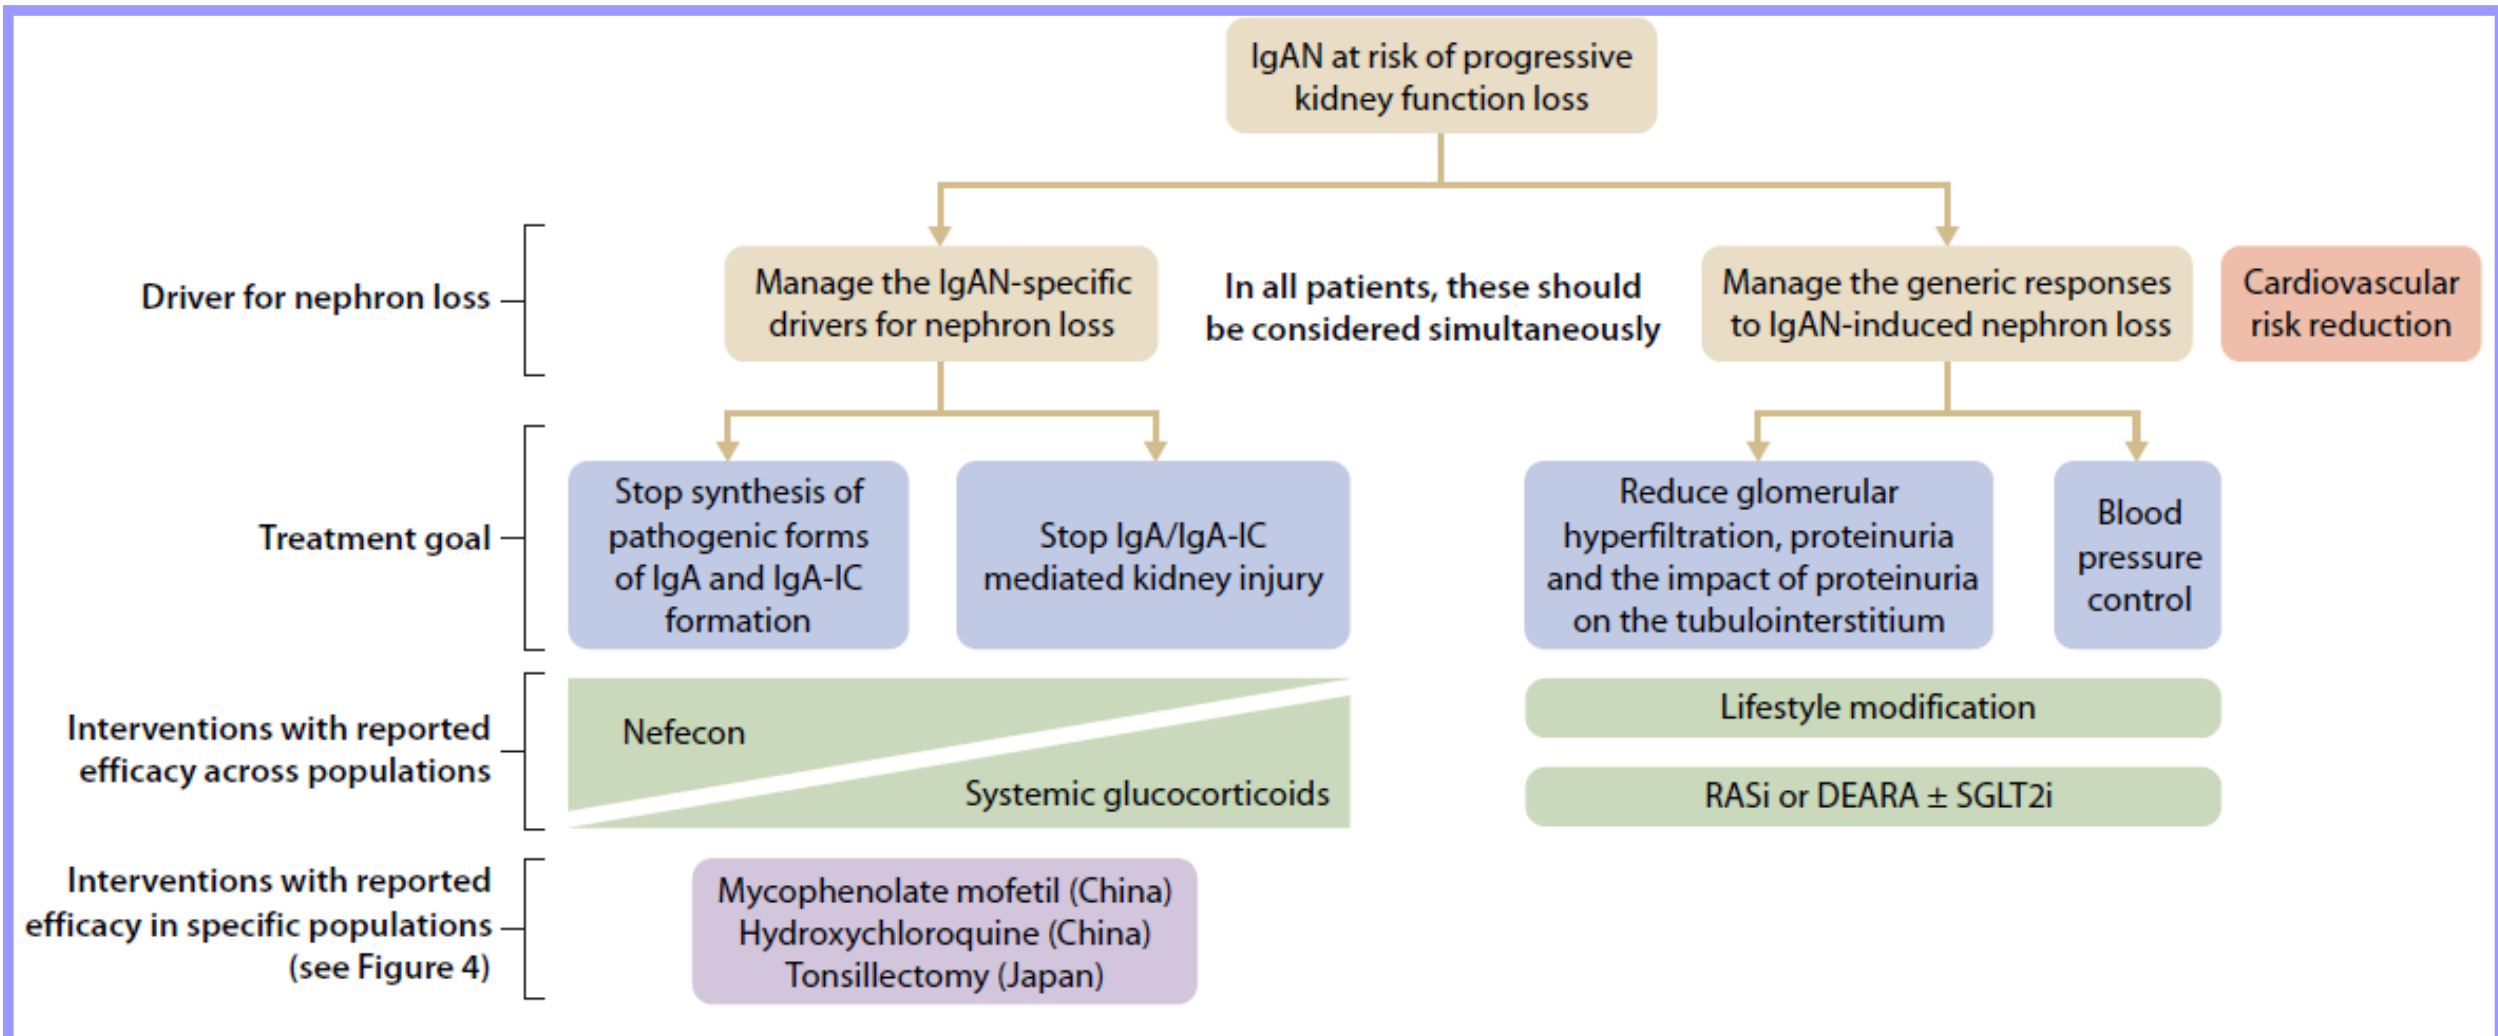 IgAN at risk of progressive
kidney function loss
Driver for nephron loss
Manage the IgAN-specific
drivers for nephron loss
In all patients, these should
be considered simultaneously
Manage the generic responses
to IgAN-induced nephron loss
Cardiovascular
risk reduction
Treatment goal
Stop synthesis of
pathogenic forms
of IgA and IgA-IC
formation
Stop IgA/IgA-IC
mediated kidney injury
Reduce glomerular
hyperfiltration, proteinuria
and the impact of proteinuria
on the tubulointerstitium
Blood
pressure
control
Interventions with reported
efficacy across populations
Nefecon
Systemic glucocorticoids
Lifestyle modification
RASi or DEARA ± SGLT2i
Interventions with reported
efficacy in specific populations
(see Figure 4)
Mycophenolate mofetil (China)
Hydroxychloroquine (China)
Tonsillectomy (Japan)